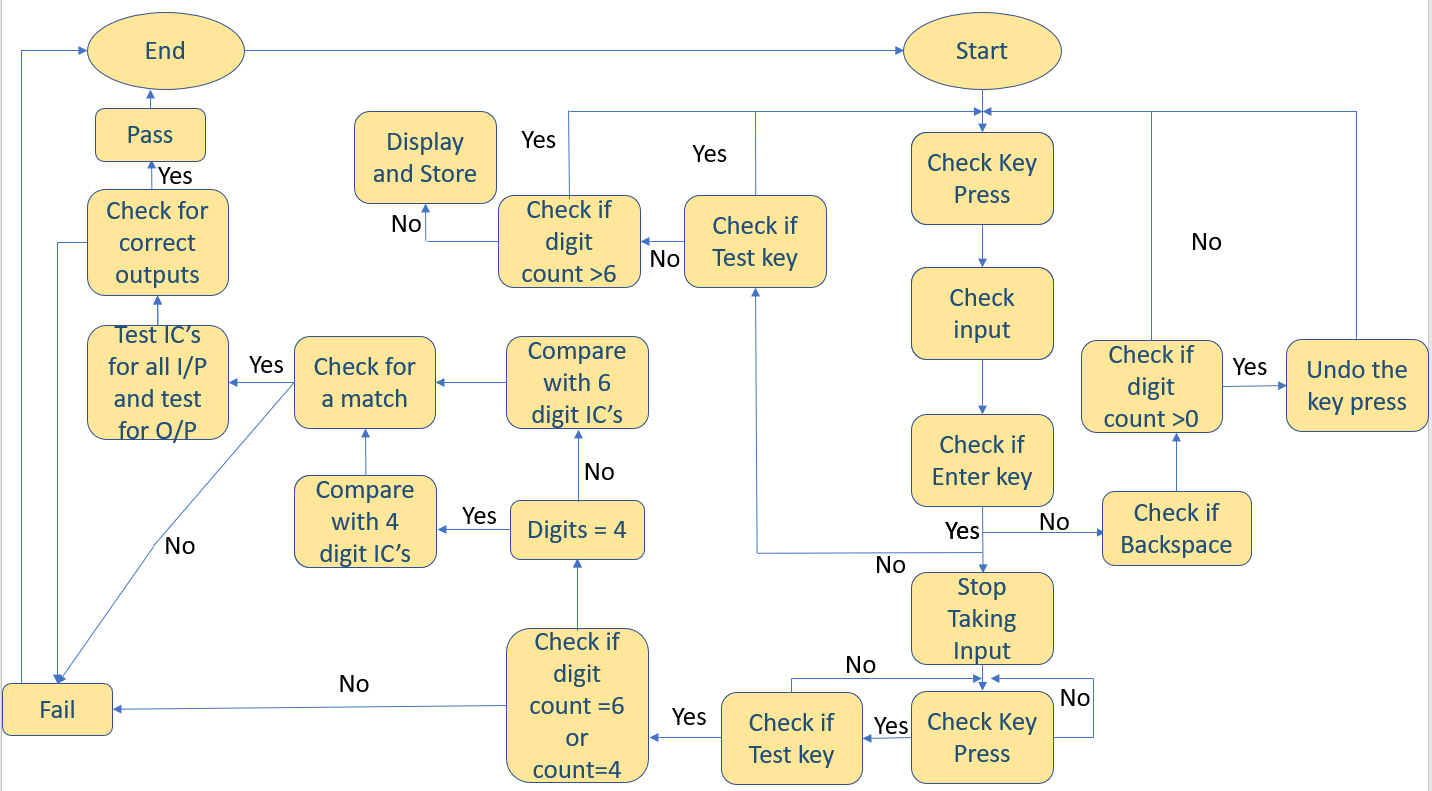 End
Start
Pass
Yes
Check for
correct
outputs
Test IC's
for all I/P
and test
for O/P
Display
and Store
No
Yes
Check if
digit
count >6
No
Yes
Check if
Test key
Check Key
Press
Check
input
Check if
Enter key
Yes
No
No
Check if
Backspace
Check if
digit
count >0
No
Yes
Undo the
key press
Yes
Check for
a match
Compare
with 6
digit IC's
No
Compare
with 4
digit IC's
Yes
Digits = 4
No
Stop
Taking
Input
No
No
Check Key
Press
Yes
Check if
Test key
Yes
Check if
digit
count =6
or
count=4
No
Fail